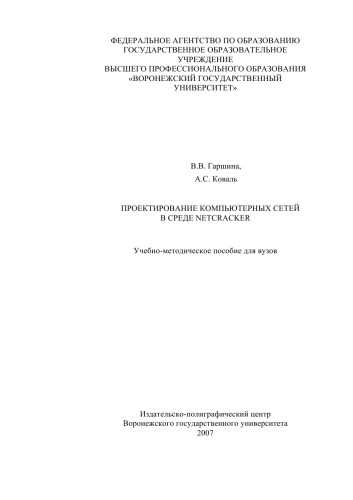 ФЕДЕРАЛЬНОЕ АГЕНТСТВО ПО ОБРАЗОВАНИЮ
ГОСУДАРСТВЕННОЕ ОБРАЗОВАТЕЛЬНОЕ
УЧРЕЖДЕНИЕ
ВЫСШЕГО ПРОФЕССИОНАЛЬНОГО ОБРАЗОВАНИЯ
«ВОРОНЕЖСКИЙ ГОСУДАРСТВЕННЫЙ
УНИВЕРСИТЕТ»
В.В. Гаршина,
А.С. Коваль
ПРОЕКТИРОВАНИЕ КОМПЬЮТЕРНЫХ СЕТЕЙ
В СРЕДЕ NETCRACKER
Учебно-методическое пособие для вузов
Издательско-полиграфический центр
Воронежского государственного университета
2007